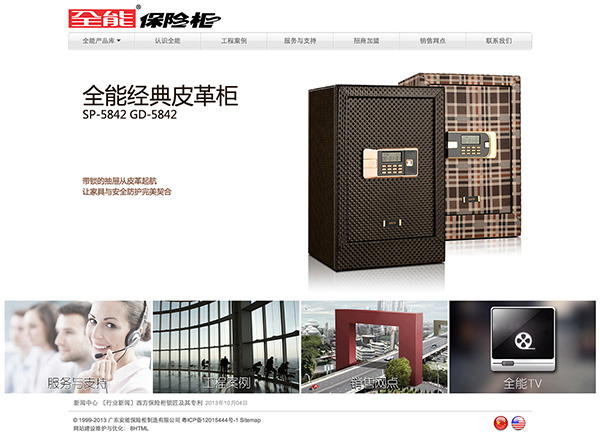 全能®保险柜
全能产品库 认识全能 工程案例 服务与支持 招商加盟 销售网点 联系我们
全能经典皮革柜
SP-5842 GD-5842
带锁的抽屉从皮革起航
让家具与安全防护完美契合
服务与支持 工程案例 销售网点 全能TV
新闻中心 [行业新闻] 西方保险柜锁匠及其专利 2013年10月04日
© 1999-2013 广东安能保险柜制造有限公司 粤ICP备12015444号-1 Sitemap
网站建设维护与优化: 8HTML